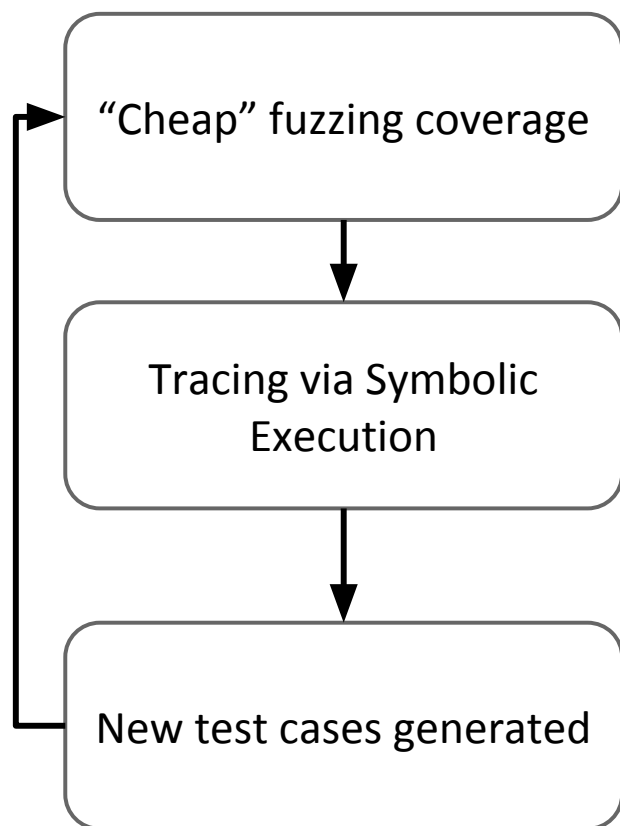 “Cheap” fuzzing coverage
Tracing via Symbolic
Execution
New test cases generated